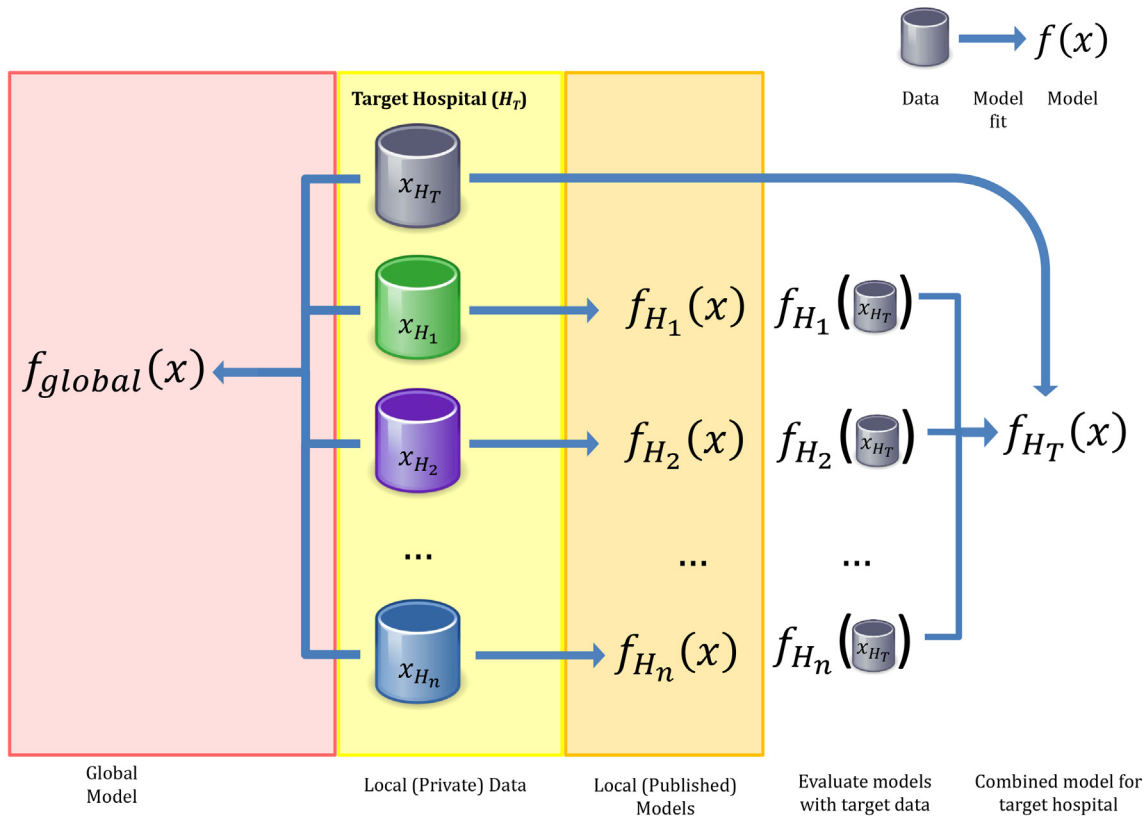 f(x)
Data
Model
fit
Model
Target Hospital (H_T)
x_{H_T}
x_{H_1}
f_{H_1}(x)
f_{H_1}(x_{H_T})
f_{global}(x)
x_{H_2}
f_{H_2}(x)
f_{H_2}(x_{H_T})
f_{H_T}(x)
...
...
...
x_{H_n}
f_{H_n}(x)
f_{H_n}(x_{H_T})
Global
Model
Local (Private) Data
Local (Published)
Models
Evaluate models
with target data
Combined model for
target hospital